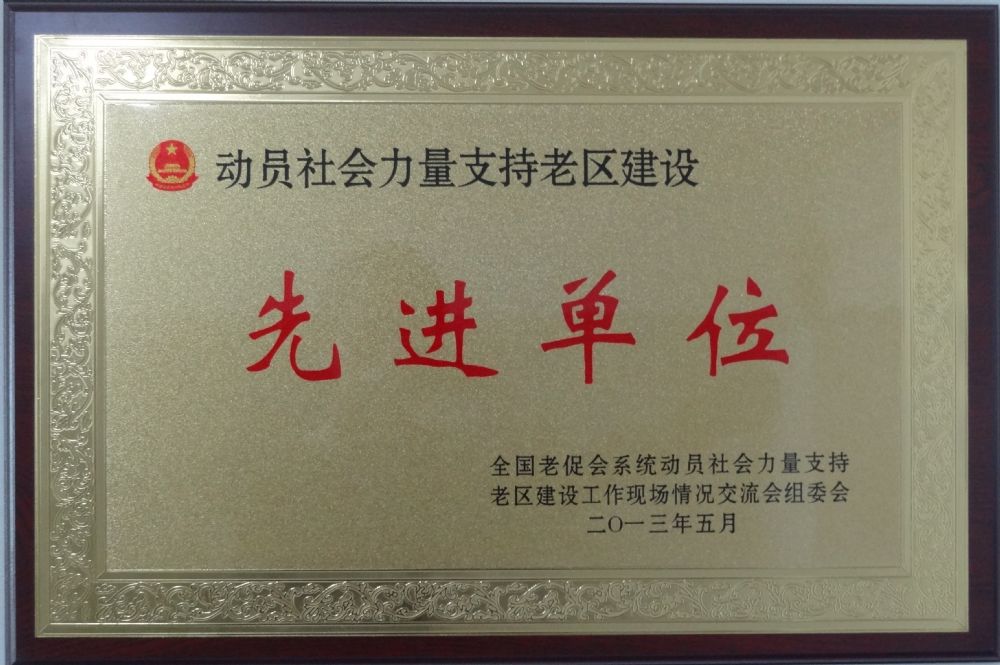 动员社会力量支持老区建设
先进单位
全国老促会系统动员社会力量支持
老区建设工作现场情况交流会组委会
二〇一三年五月